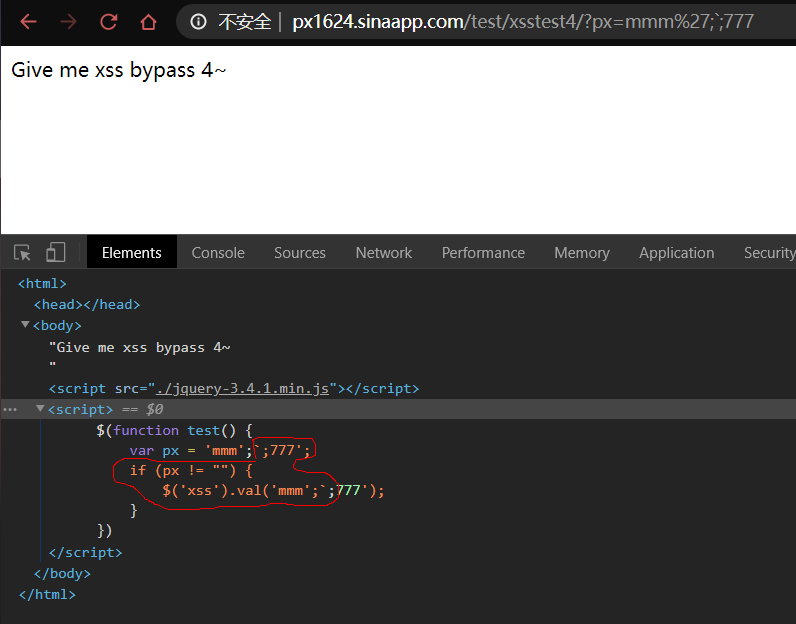 不安全 | px1624.sinaapp.com/test/xsstest4/?px=mmm%27;`;777
Give me xss bypass 4~
Elements Console Sources Network Performance Memory Application Security
<html>
<head></head>
<body>
"Give me xss bypass 4~
"
<script src="./jquery-3.4.1.min.js"></script>
<script> == $0
$(function test() {
var px = 'mmm';`;777';
if (px != "") {
$('xss').val('mmm';`;777');
}
})
</script>
</body>
</html>